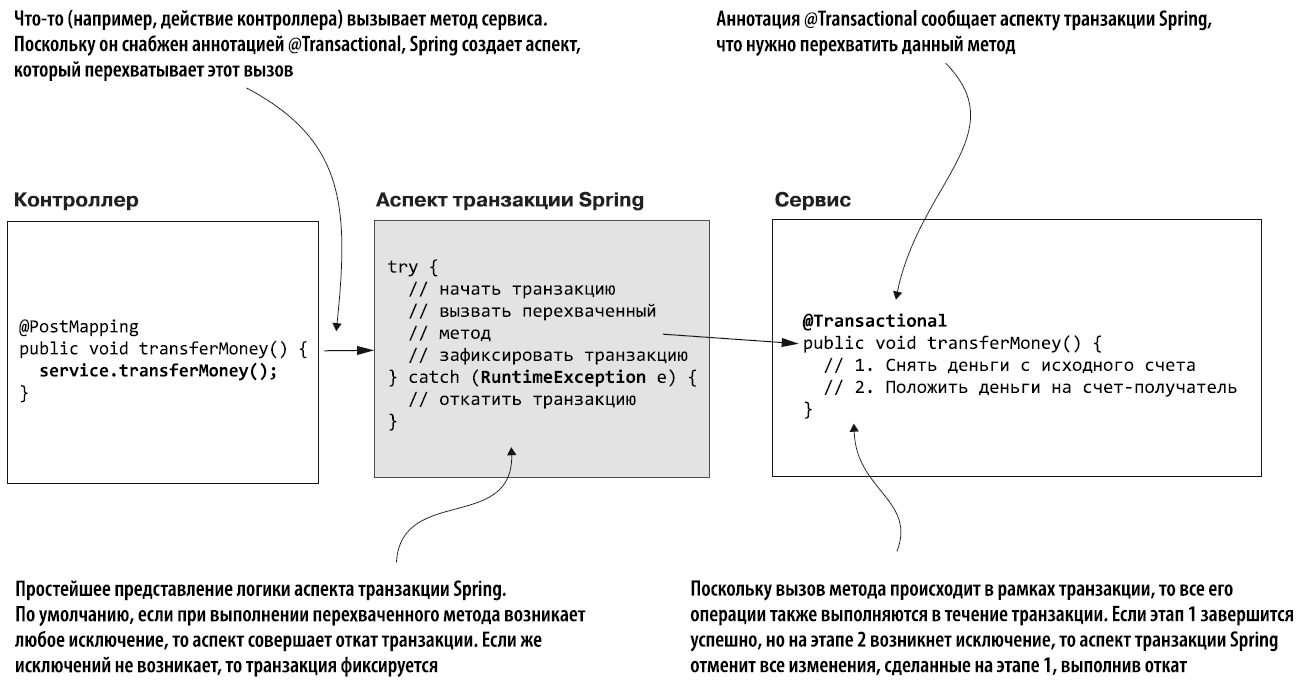 Что-то (например, действие контроллера) вызывает метод сервиса.
Поскольку он снабжен аннотацией @Transactional, Spring создает аспект,
который перехватывает этот вызов
Аннотация @Transactional сообщает аспекту транзакции Spring,
что нужно перехватить данный метод
Контроллер
@PostMapping
public void transferMoney() {
  service.transferMoney();
}
Аспект транзакции Spring
try {
  // начать транзакцию
  // вызвать перехваченный
  // метод
  // зафиксировать транзакцию
} catch (RuntimeException e) {
  // откатить транзакцию
}
Сервис
@Transactional
public void transferMoney() {
  // 1. Снять деньги с исходного счета
  // 2. Положить деньги на счет-получатель
}
Простейшее представление логики аспекта транзакции Spring.
По умолчанию, если при выполнении перехваченного метода возникает
любое исключение, то аспект совершает откат транзакции. Если же
исключений не возникает, то транзакция фиксируется
Поскольку вызов метода происходит в рамках транзакции, то все его
операции также выполняются в течение транзакции. Если этап 1 завершится
успешно, но на этапе 2 возникнет исключение, то аспект транзакции Spring
отменит все изменения, сделанные на этапе 1, выполнив откат